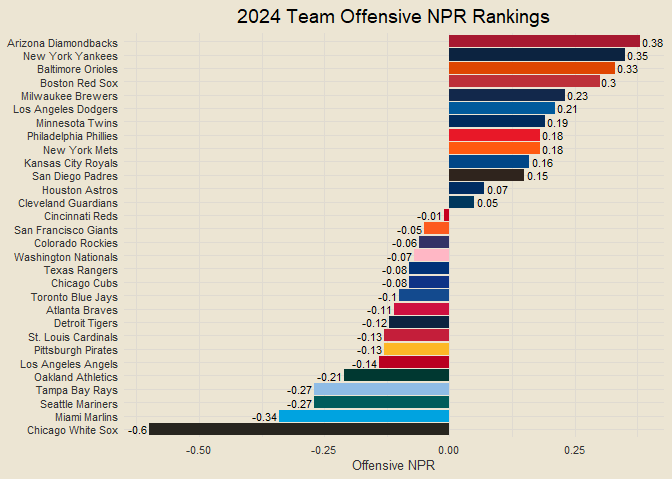 2024 Team Offensive NPR Rankings
Arizona Diamondbacks 0.38
New York Yankees 0.35
Baltimore Orioles 0.33
Boston Red Sox 0.3
Milwaukee Brewers 0.23
Los Angeles Dodgers 0.21
Minnesota Twins 0.19
Philadelphia Phillies 0.18
New York Mets 0.18
Kansas City Royals 0.16
San Diego Padres 0.15
Houston Astros 0.07
Cleveland Guardians 0.05
Cincinnati Reds -0.01
San Francisco Giants -0.05
Colorado Rockies -0.06
Washington Nationals -0.07
Texas Rangers -0.08
Chicago Cubs -0.08
Toronto Blue Jays -0.1
Atlanta Braves -0.11
Detroit Tigers -0.12
St. Louis Cardinals -0.13
Pittsburgh Pirates -0.13
Los Angeles Angels -0.14
Oakland Athletics -0.21
Tampa Bay Rays -0.27
Seattle Mariners -0.27
Miami Marlins -0.34
Chicago White Sox -0.6
-0.50 -0.25 0.00 0.25
Offensive NPR